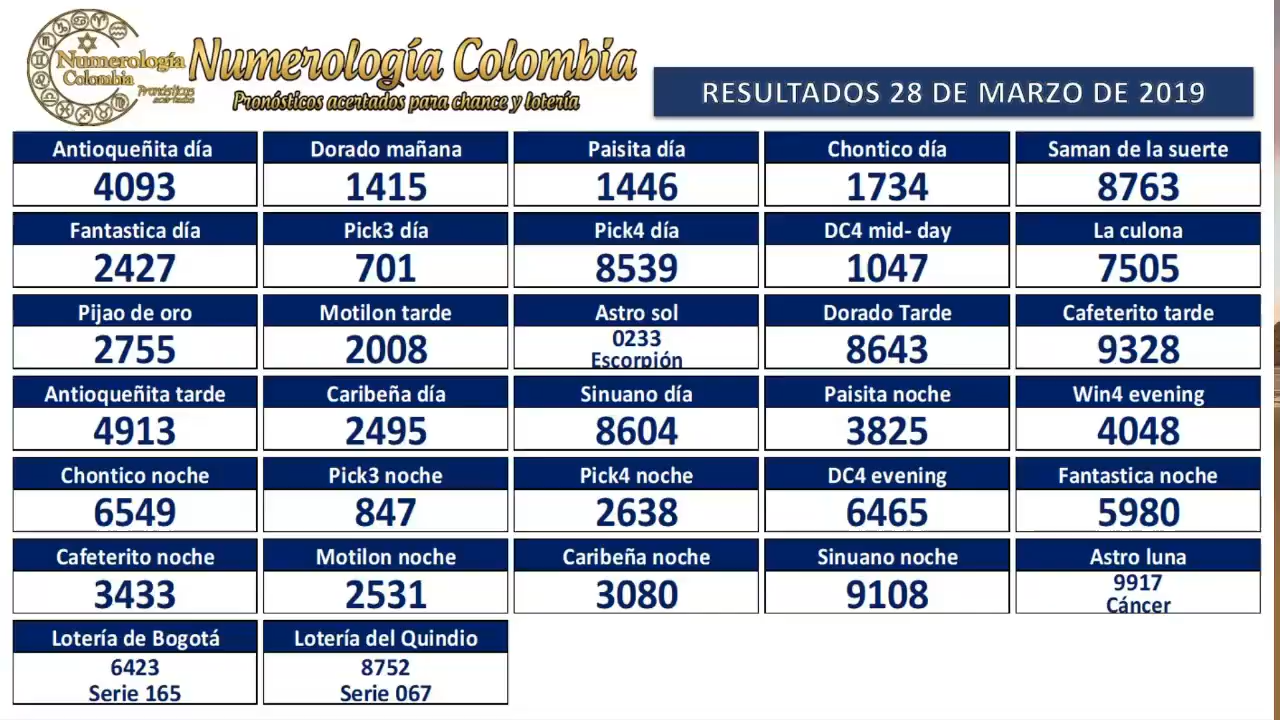 Numerología
Colombia
Pronósticos
acertados
Numerología Colombia
Pronósticos acertados para chance y lotería
RESULTADOS 28 DE MARZO DE 2019
Antioqueñita día Dorado mañana Paisita día Chontico día Saman de la suerte
4093 1415 1446 1734 8763
Fantastica día Pick3 día Pick4 día DC4 mid- day La culona
2427 701 8539 1047 7505
Pijao de oro Motilon tarde Astro sol Dorado Tarde Cafeterito tarde
2755 2008 0233 8643 9328
Escorpión
Antioqueñita tarde Caribeña día Sinuano día Paisita noche Win4 evening
4913 2495 8604 3825 4048
Chontico noche Pick3 noche Pick4 noche DC4 evening Fantastica noche
6549 847 2638 6465 5980
Cafeterito noche Motilon noche Caribeña noche Sinuano noche Astro luna
3433 2531 3080 9108 9917
Cáncer
Lotería de Bogotá Lotería del Quindio
6423 8752
Serie 165 Serie 067